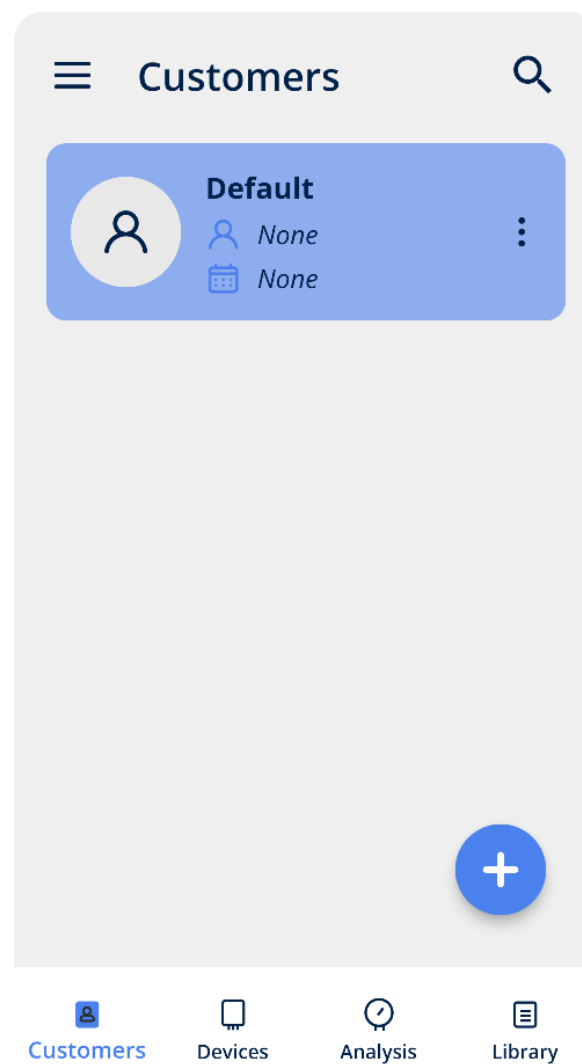 Customers
Default
None
None
Customers
Devices
Analysis
Library